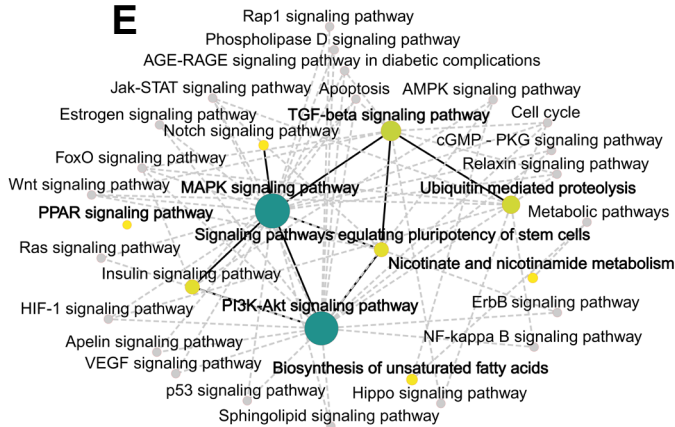 E
Rap1 signaling pathway
Phospholipase D signaling pathway
AGE-RAGE signaling pathway in diabetic complications
Jak-STAT signaling pathway Apoptosis AMPK signaling pathway
Estrogen signaling pathway TGF-beta signaling pathway Cell cycle
Notch signaling pathway
cGMP - PKG signaling pathway
FoxO signaling pathway
Relaxin signaling pathway
Wnt signaling pathway MAPK signaling pathway Ubiquitin mediated proteolysis
PPAR signaling pathway Metabolic pathways
Signaling pathways egulating pluripotency of stem cells
Ras signaling pathway
Nicotinate and nicotinamide metabolism
Insulin signaling pathway
HIF-1 signaling pathway PI3K-Akt signaling pathway ErbB signaling pathway
Apelin signaling pathway NF-kappa B signaling pathway
VEGF signaling pathway Biosynthesis of unsaturated fatty acids
p53 signaling pathway Hippo signaling pathway
Sphingolipid signaling pathway